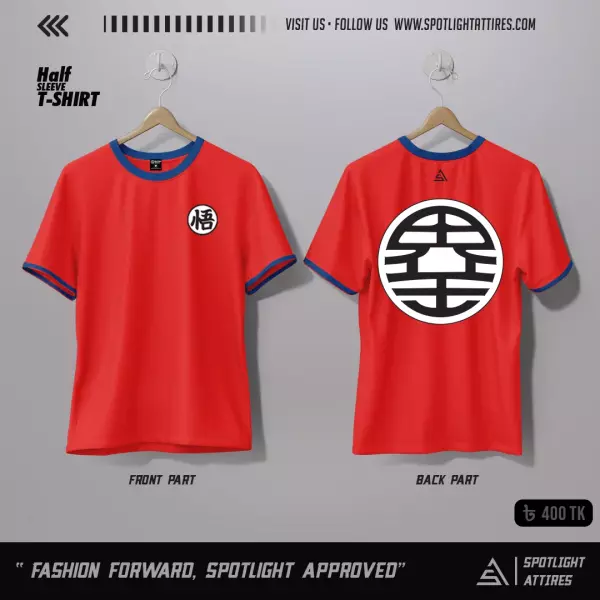 VISIT US • FOLLOW US WWW.SPOTLIGHTATTIRES.COM
Half
SLEEVE
T-SHIRT
悟
FRONT PART
BACK PART
৳ 400 TK
“ FASHION FORWARD, SPOTLIGHT APPROVED”
SPOTLIGHT
ATTIRES